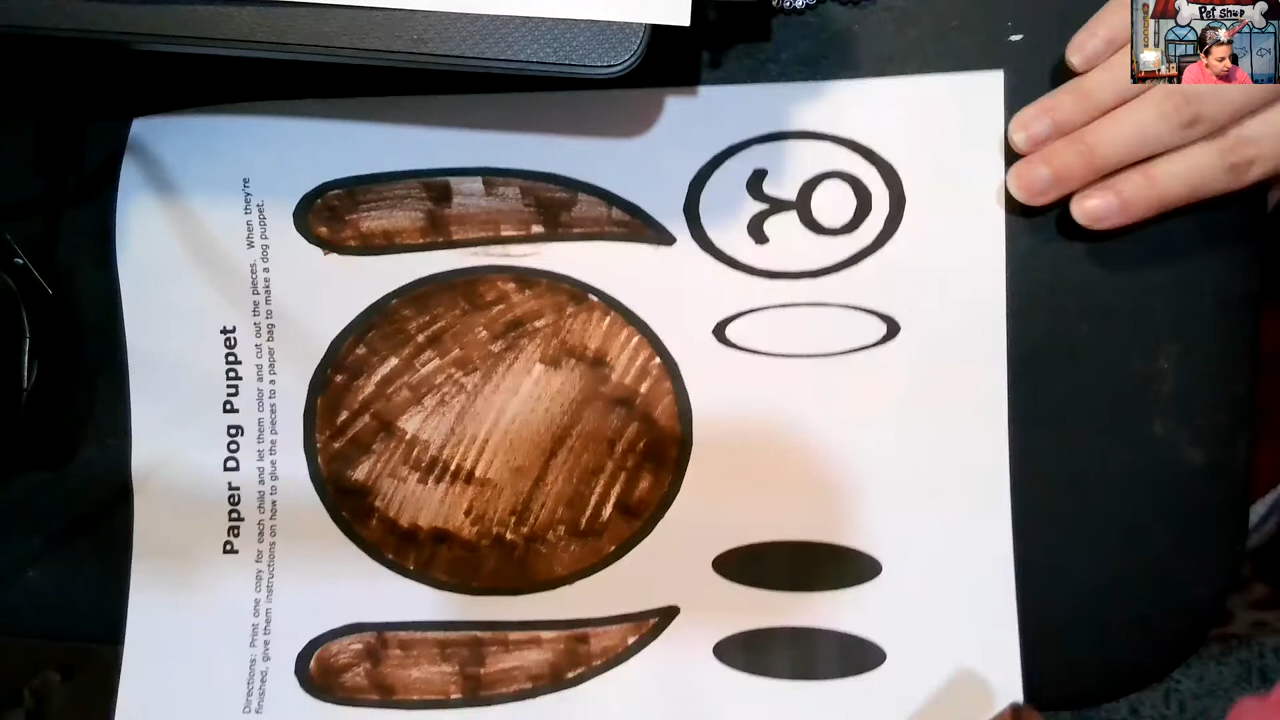 Pet Shop
Paper Dog Puppet
Directions: Print one copy for each child and let them color and cut out the pieces. When they're
finished, give them instructions on how to glue the pieces to a paper bag to make a dog puppet.